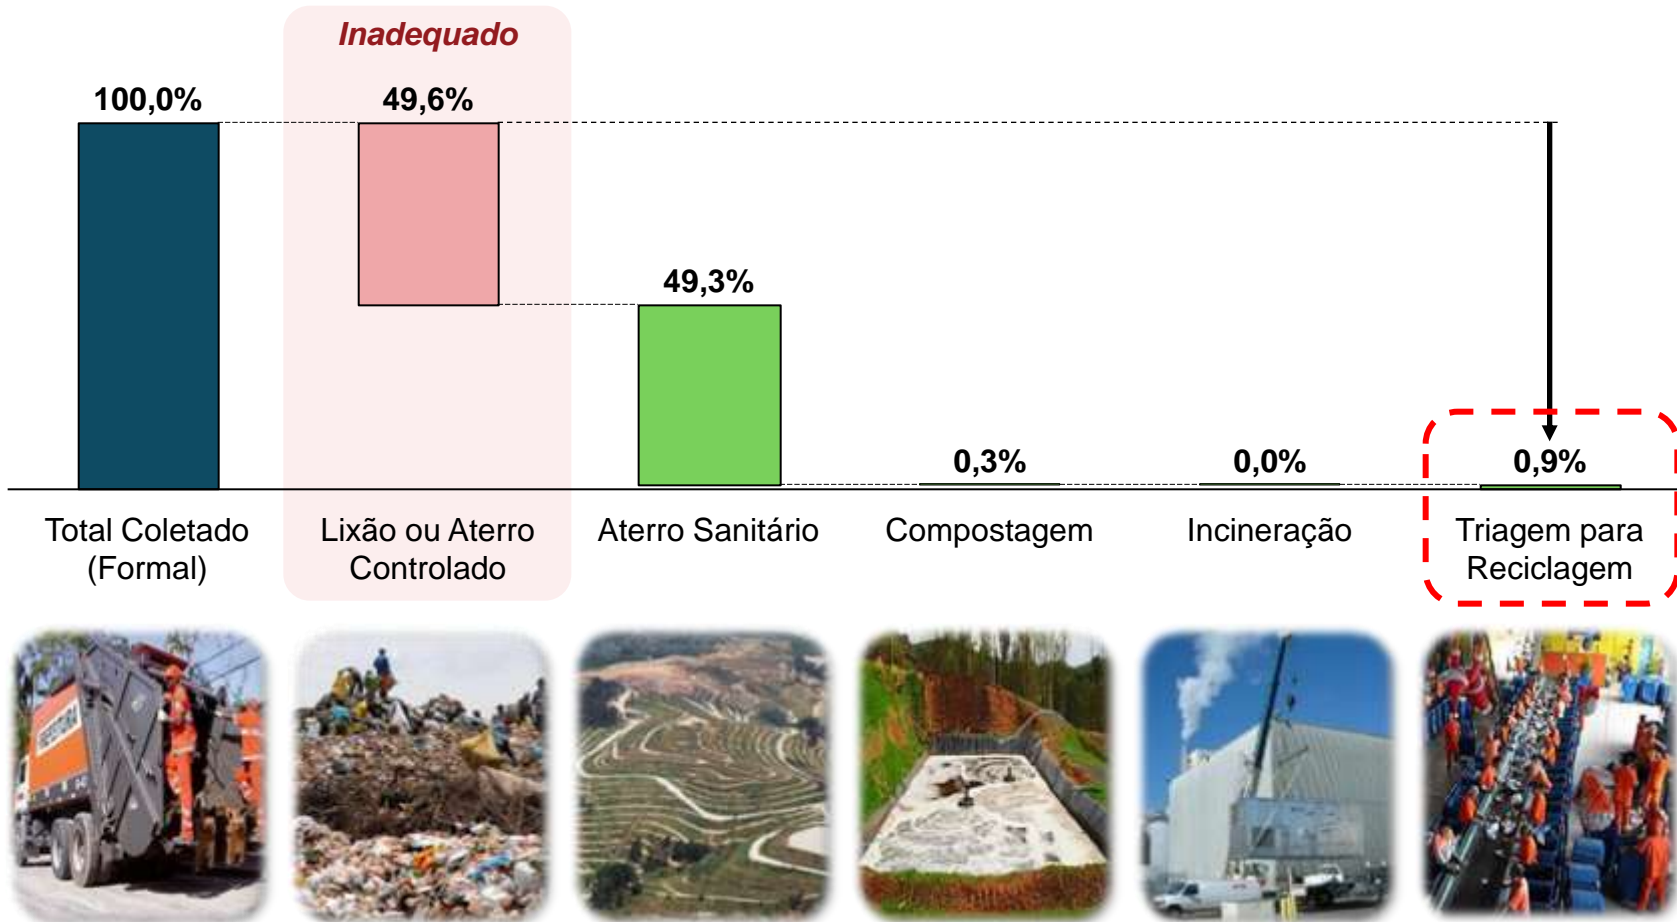 Inadequado
100,0%
49,6%
49,3%
0,3%
0,0%
0,9%
Total Coletado
(Formal)
Lixão ou Aterro
Controlado
Aterro Sanitário
Compostagem
Incineração
Triagem para
Reciclagem